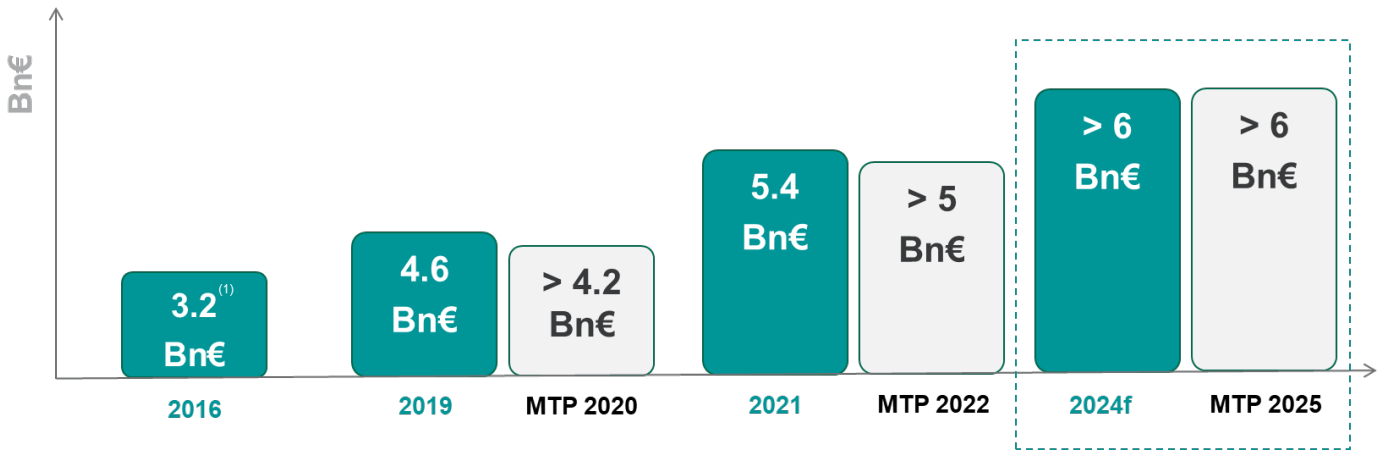 Bn€
3.2(1)
Bn€
4.6
Bn€
> 4.2
Bn€
5.4
Bn€
> 5
Bn€
> 6
Bn€
> 6
Bn€
2016
2019
MTP 2020
2021
MTP 2022
2024f
MTP 2025